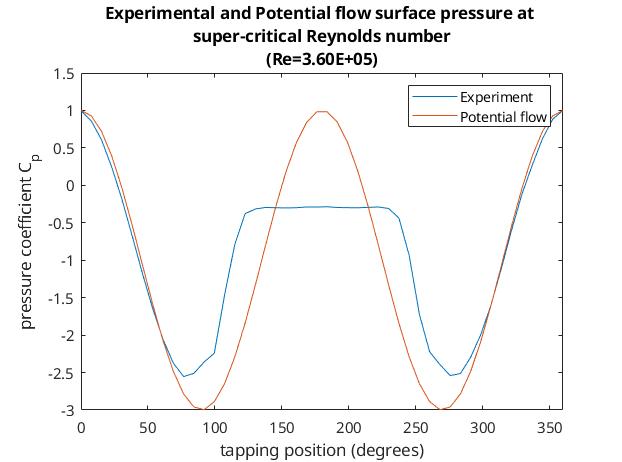 Experimental and Potential flow surface pressure at
super-critical Reynolds number
(Re=3.60E+05)
1.5
1
0.5
0
-0.5
-1
-1.5
-2
-2.5
-3
pressure coefficient Cp
Experiment
Potential flow
0 50 100 150 200 250 300 350
tapping position (degrees)